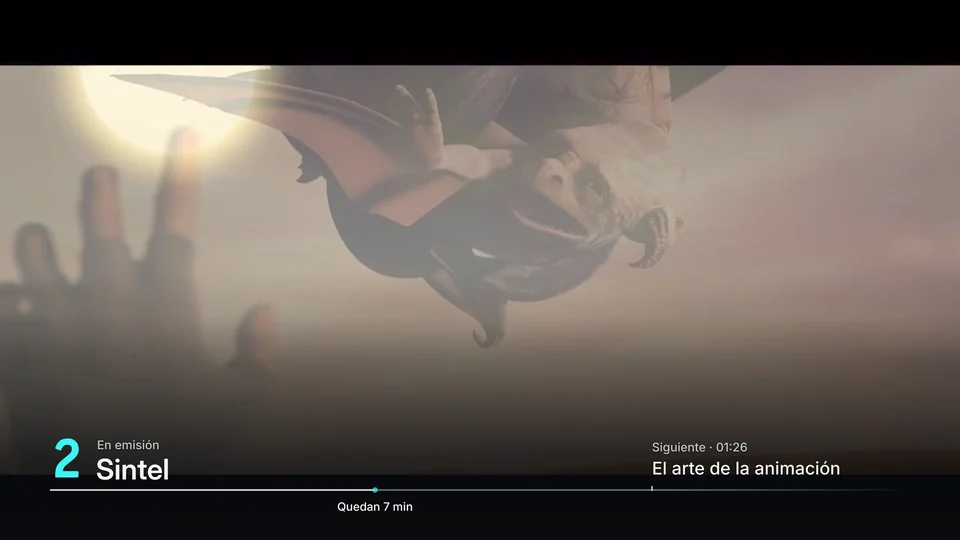 2
En emisión
Sintel
Siguiente · 01:26
El arte de la animación
Quedan 7 min